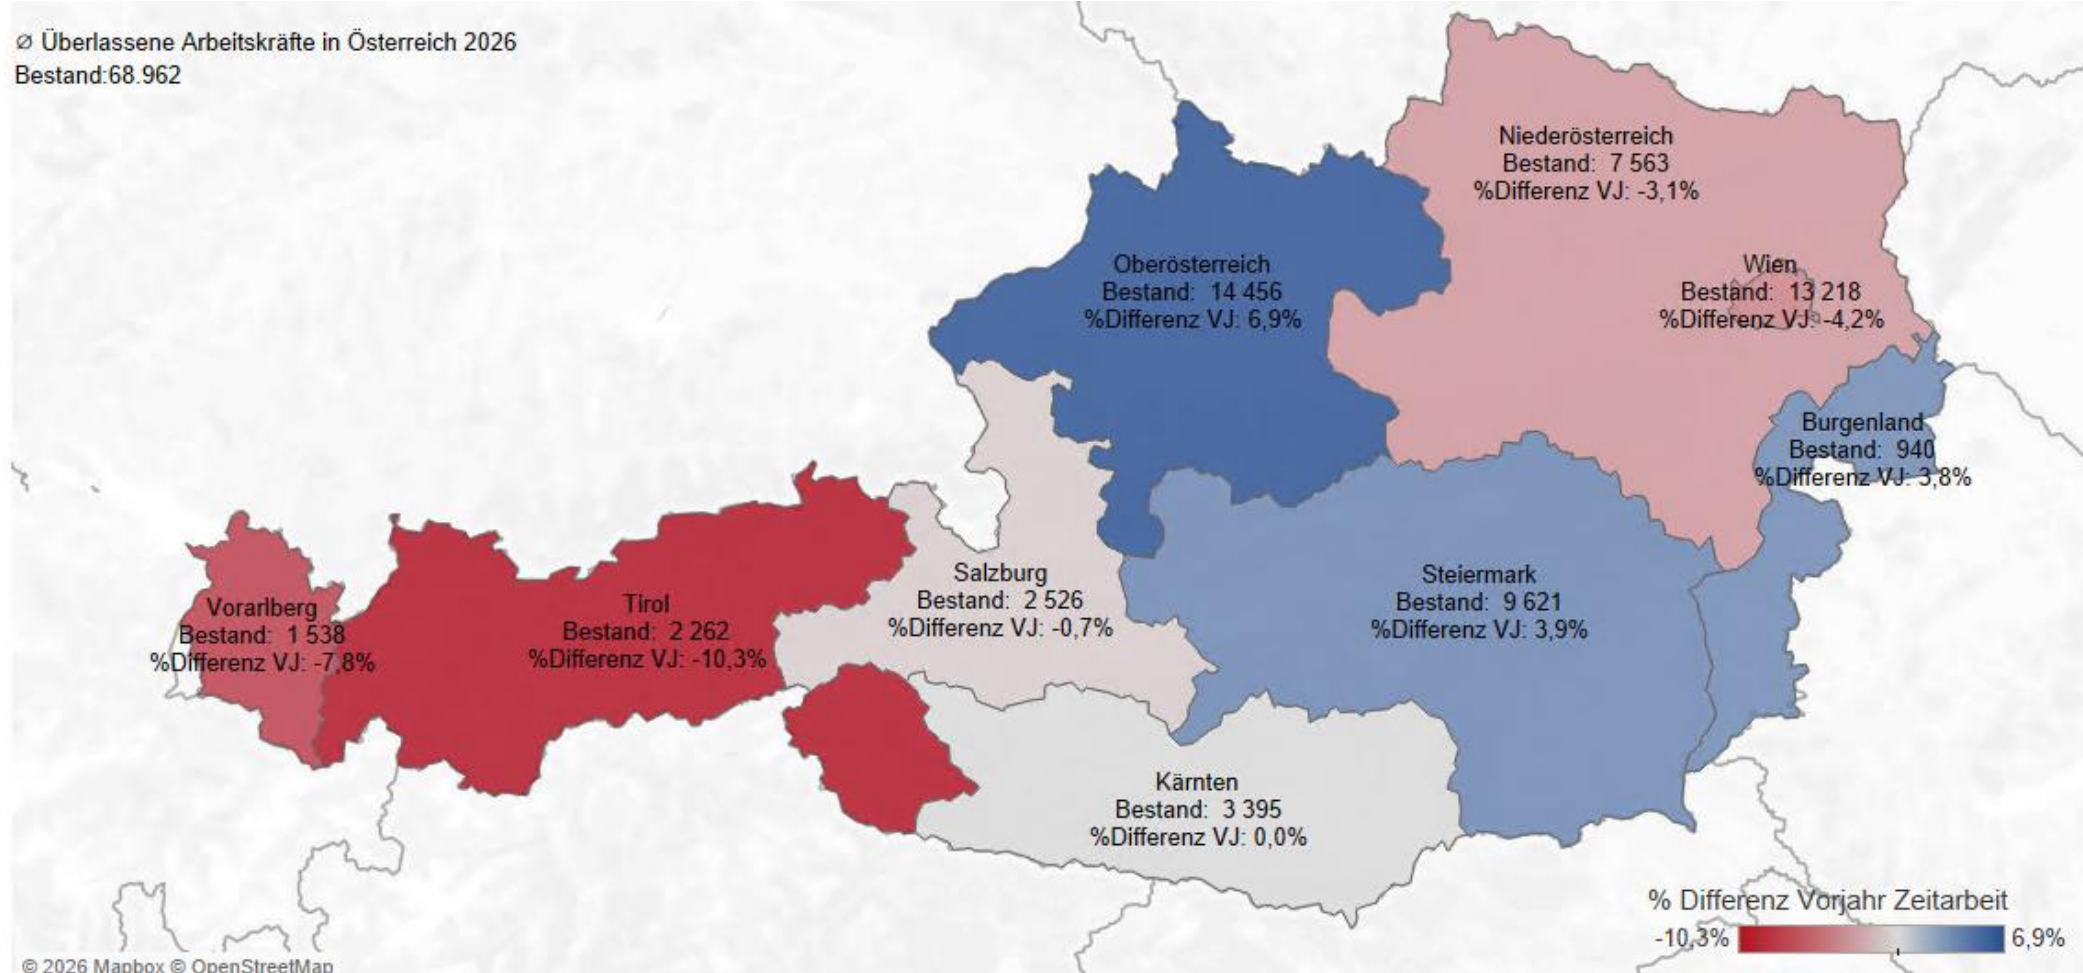 Ø Überlassene Arbeitskräfte in Österreich 2026
Bestand:68.962
Niederösterreich
Bestand: 7 563
%Differenz VJ: -3,1%
Oberösterreich
Bestand: 14 456
%Differenz VJ: 6,9%
Wien
Bestand: 13 218
%Differenz VJ: -4,2%
Burgenland
Bestand: 940
%Differenz VJ: 3,8%
Salzburg
Bestand: 2 526
%Differenz VJ: -0,7%
Steiermark
Bestand: 9 621
%Differenz VJ: 3,9%
Vorarlberg
Bestand: 1 538
%Differenz VJ: -7,8%
Tirol
Bestand: 2 262
%Differenz VJ: -10,3%
Kärnten
Bestand: 3 395
%Differenz VJ: 0,0%
% Differenz Vorjahr Zeitarbeit
-10,3% 6,9%
© 2026 Mapbox © OpenStreetMap